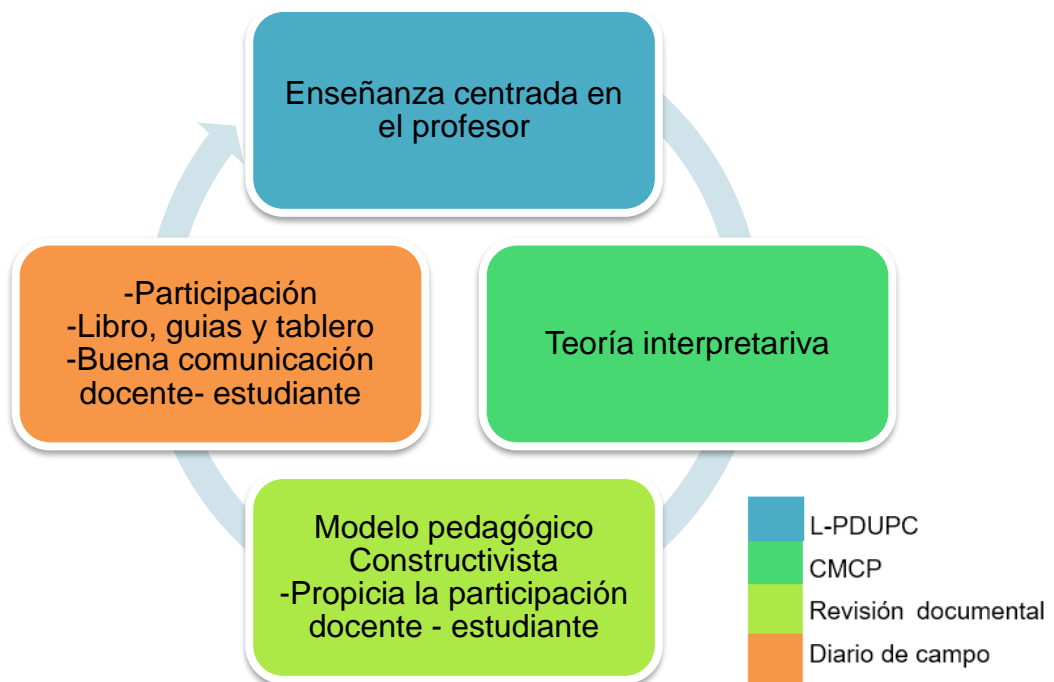 Enseñanza centrada en
el profesor
-Participación
-Libro, guias y tablero
-Buena comunicación
docente- estudiante
Teoría interpretariva
Modelo pedagógico
Constructivista
-Propicia la participación
docente - estudiante
L-PDUPC
CMCP
Revisión documental
Diario de campo